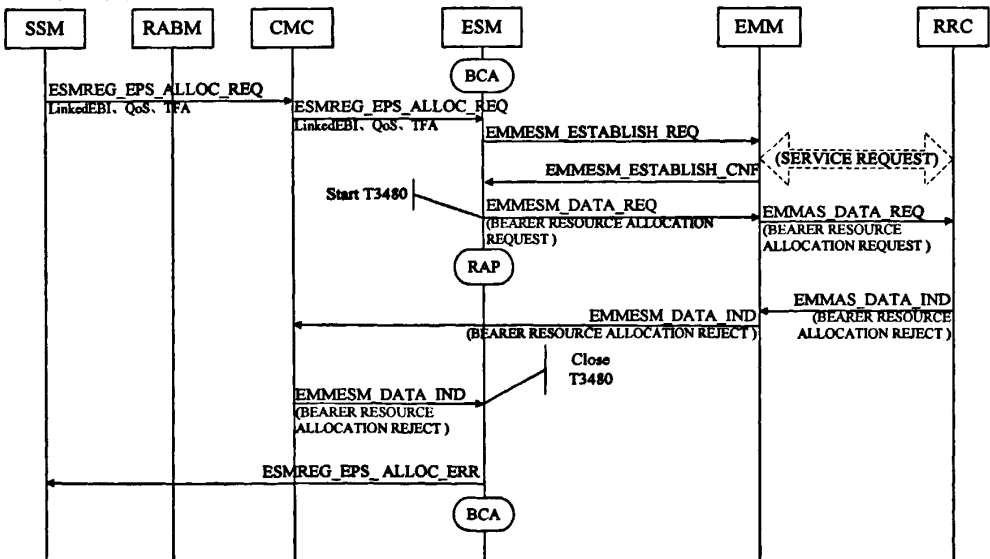 SSM RABM CMC ESM EMM RRC
BCA
ESMREG_EPS_ALLOC_REQ
LinkedEBI、QoS、TFA
ESMREG_EPS_ALLOC_REQ
LinkedEBI、QoS、TFA
EMMESM_ESTABLISH_REQ
(SERVICE REQUEST)
EMMESM_ESTABLISH_CNF
Start T3480
EMMESM_DATA_REQ
(BEARER RESOURCE ALLOCATION
REQUEST )
EMMAS_DATA_REQ
(BEARER RESOURCE
ALLOCATION REQUEST )
RAP
EMMAS_DATA_IND
(BEARER RESOURCE
ALLOCATION REJECT )
EMMESM_DATA_IND
(BEARER RESOURCE ALLOCATION REJECT )
Close
T3480
EMMESM_DATA_IND
(BEARER RESOURCE
ALLOCATION REJECT )
ESMREG_EPS_ ALLOC_ERR
BCA